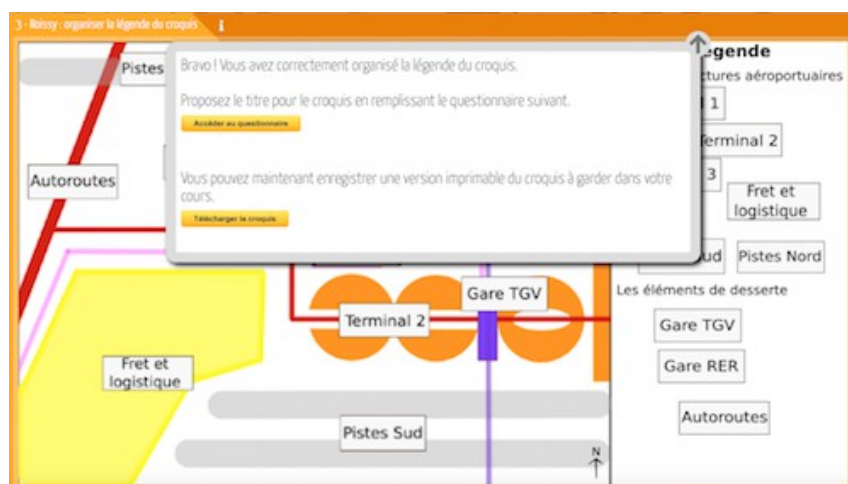 3 - Roissy : organiser la légende du croquis
Pistes
Bravo ! Vous avez correctement organisé la légende du croquis.
Proposez le titre pour le croquis en remplissant le questionnaire suivant.
Accéder au questionnaire
Vous pouvez maintenant enregistrer une version imprimable du croquis à garder dans votre
cours.
Télécharger le croquis
Autoroutes
Gare TGV
Terminal 2
Fret et
logistique
Pistes Sud
N
égende
ctures aéroportuaires
1
Terminal 2
3
Fret et
logistique
ud
Pistes Nord
Les éléments de desserte
Gare TGV
Gare RER
Autoroutes